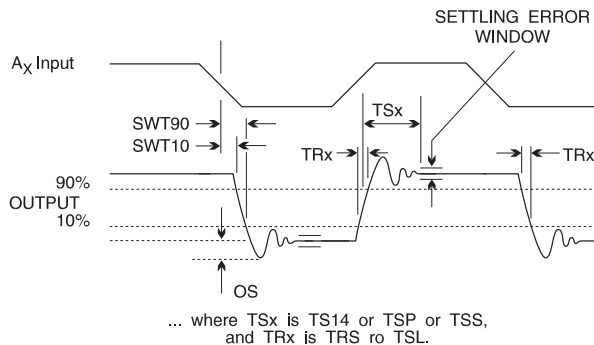 SETTLING ERROR
WINDOW
AX Input
TSx
SWT90
SWT10
TRx
TRx
90%
OUTPUT
10%
OS
... where TSx is TS14 or TSP or TSS,
and TRx is TRS ro TSL.